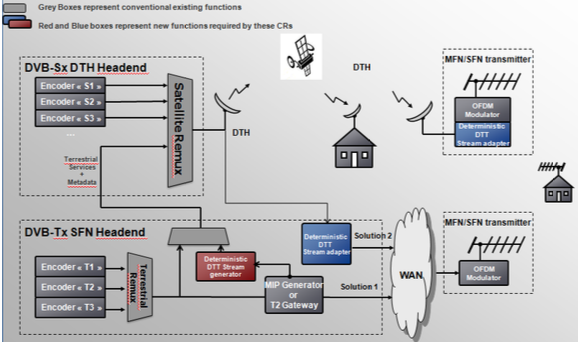 Grey Boxes represent conventional existing functions
Red and Blue boxes represent new functions required by these CRs
DVB-Sx DTH Headend
Encoder « S1 »
Encoder « S2 »
Encoder « S3 »
....
Satellite Remux
Terrestrial
Services
+
Metadata
DTH
DTH
MFN/SFN transmitter
OFDM
Modulator
Deterministic
DTT
Stream adapter
DVB-Tx SFN Headend
Encoder « T1 »
Encoder « T2 »
Encoder « T3 »
Terrestrial
Remux
Deterministic
DTT Stream
generator
MIP Generator
or
T2 Gateway
Deterministic
DTT
Stream adapter
Solution 2
Solution 1
WAN
MFN/SFN transmitter
OFDM
Modulator